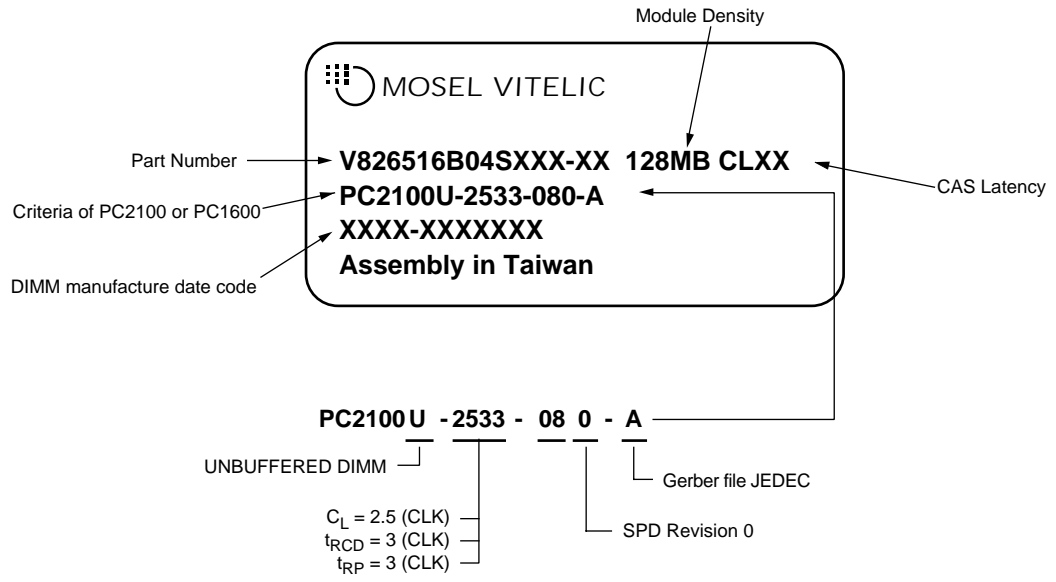 Module Density
MOSEL VITELIC
Part Number
V826516B04SXXX-XX 128MB CLXX
CAS Latency
Criteria of PC2100 or PC1600
PC2100U-2533-080-A
XXXX-XXXXXXX
DIMM manufacture date code
Assembly in Taiwan
PC2100 U - 2533 - 08 0 - A
UNBUFFERED DIMM
Gerber file JEDEC
CL = 2.5 (CLK)
tRCD = 3 (CLK)
tRP = 3 (CLK)
SPD Revision 0